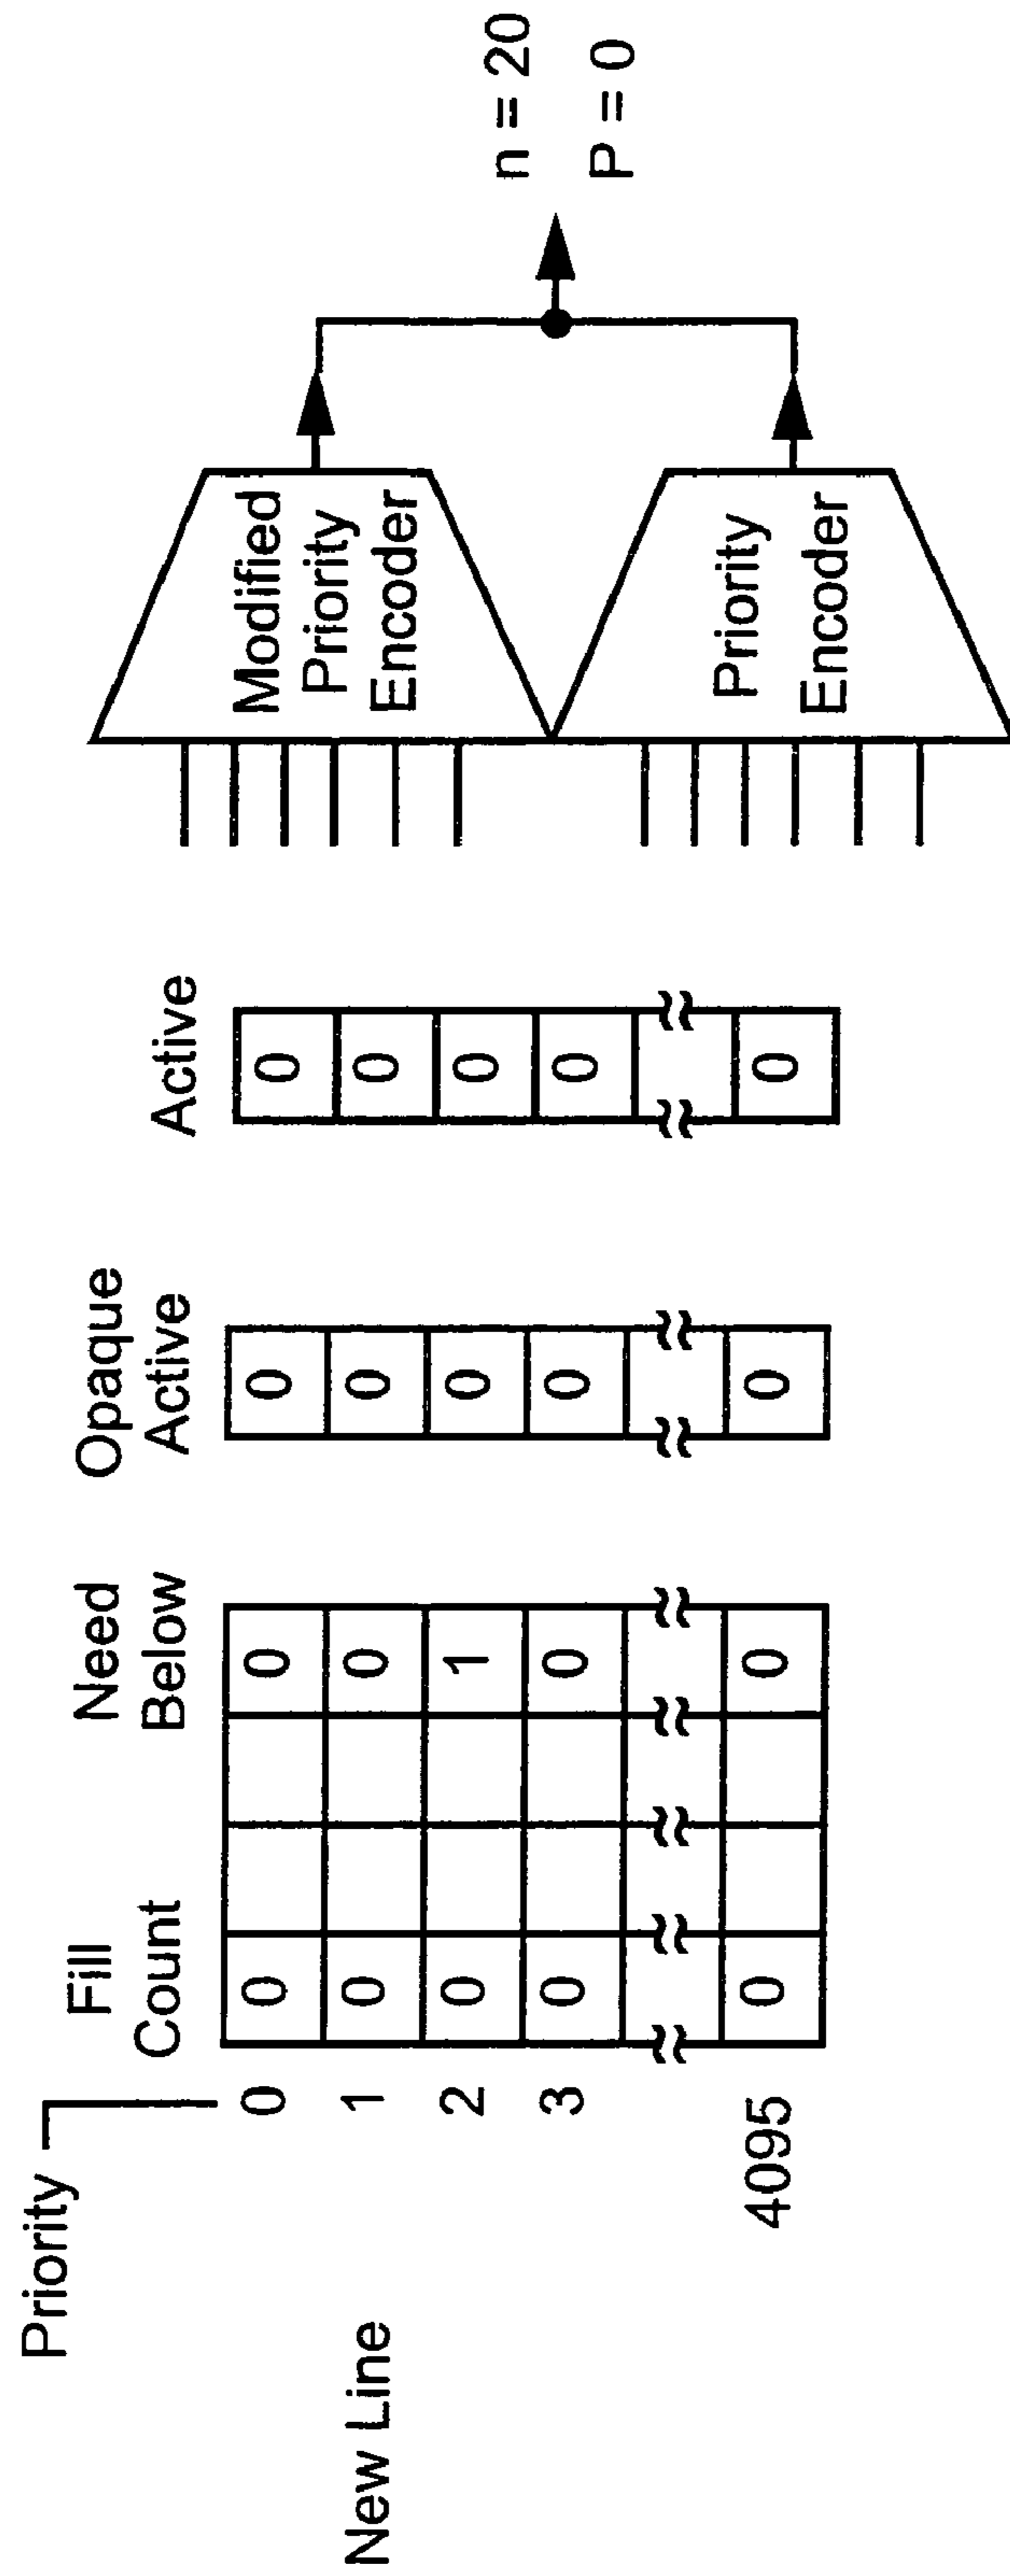 Priority
Fill
Count
Need
Below
Opaque
Active
Active
New Line
0 0 0 0 0
1 0 0 0 0
2 0 1 0 0
3 0 0 0 0
4095 0 0 0 0
Modified
Priority
Encoder
Priority
Encoder
n = 20
P = 0